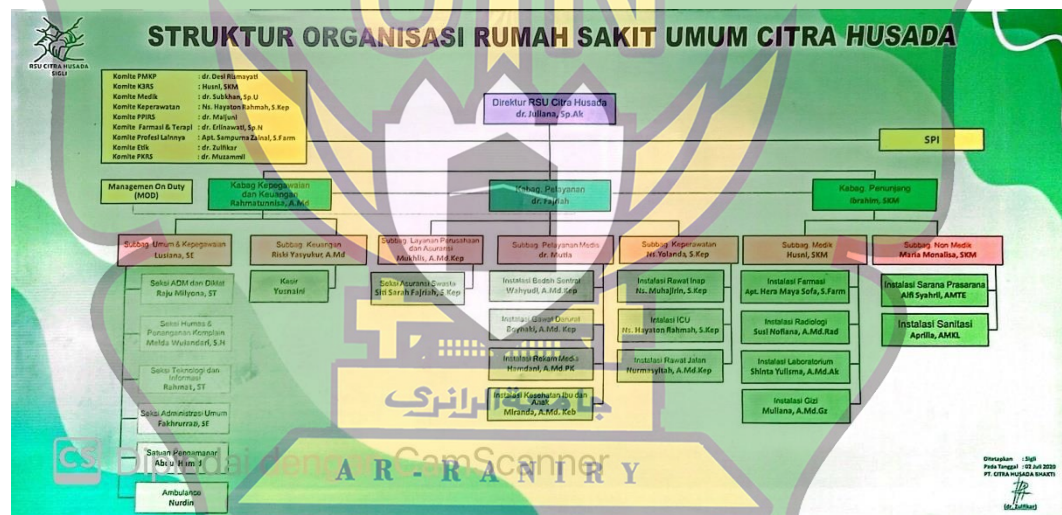 STRUKTUR ORGANISASI RUMAH SAKIT UMUM CITRA HUSADA
RSU CITRA HUSADA
SIGLI
Komite PMKP : dr. Desi Rismayati
Komite K3RS : Husni, SKM
Komite Medik : dr. Subkhan, Sp.U
Komite Keperawatan : Ns. Hayaton Rahmah, S.Kep
Komite PPIRS : dr. Maijuni
Komite Farmasi & Terapi : dr. Erlinawati, Sp.N
Komite Profesi Lainnya : Apt. Sempurna Zainal, S.Farm
Komite Etik : dr. Zulfikar
Komite PKRS : dr. Muzammil
Direktur RSU Citra Husada
dr. Juliana, Sp.Ak
SPI
Managemen On Duty
(MOD)
Kabag Kepegawaian
dan Keuangan
Rahmatunnisa, A.Md
Kabag. Pelayanan
dr. Fajriah
Kabag. Penunjang
Ibrahim, SKM
Subbag. Umum & Kepegawaian
Lusiana, SE
Subbag. Keuangan
Riski Yasyukur, A.Md
Subbag. Layanan Perusahaan
dan Asuransi
Mukhlis, A.Md.Kep
Subbag. Pelayanan Medis
dr. Mutia
Subbag. Keperawatan
Ns. Yolanda, S.Kep
Subbag. Medik
Husni, SKM
Subbag. Non Medik
Maria Monalisa, SKM
Seksi ADM dan Diklat
Raju Milyona, ST
Seksi Humas &
Penanganan Komplain
Melda Wulandari, S.H
Seksi Teknologi dan
Informasi
Rahmat, ST
Seksi Administrasi Umum
Fakhrurrazi, SE
Satuan Pengamanan
Abdul Hamid
Ambulance
Nurdin
Kasir
Yusnaini
Seksi Asuransi Swasta
Siti Sarah Fajriah, S.Kep
Instalasi Bedah Sentral
Wahyudi, A.Md.Kep
Instalasi Gawat Darurat
A.Md. Kep
Instalasi Rekam Medis
Hamdani, A.Md.PK
Instalasi Kesehatan Ibu dan
Anak
Miranda, A.Md. Keb
Instalasi Rawat Inap
Ns. Muhajirin, S.Kep
Intalasi ICU
Ns. Hayaton Rahmah, S.Kep
Instalasi Rawat Jalan
Nurmasyitah, A.Md.Kep
Instalasi Farmasi
Apt. Hera Maya Sofa, S.Farm
Instalasi Radiologi
Susi Nofiana, A.Md.Rad
Instalasi Laboratorium
Shinta Yulisma, A.Md.Ak
Instalasi Gizi
Muliana, A.Md.Gz
Instalasi Sarana Prasarana
Alfi Syahril, AMTE
Instalasi Sanitasi
Aprilia, AMKL
جامعة الرانري
AR-RANIRY
CS Dipindai dengan CamScanner
Ditetapkan : Sigli
Pada Tanggal : 02 Juli 2020
PT. CITRA HUSADA BHAKTI
(dr. Zulfikar)